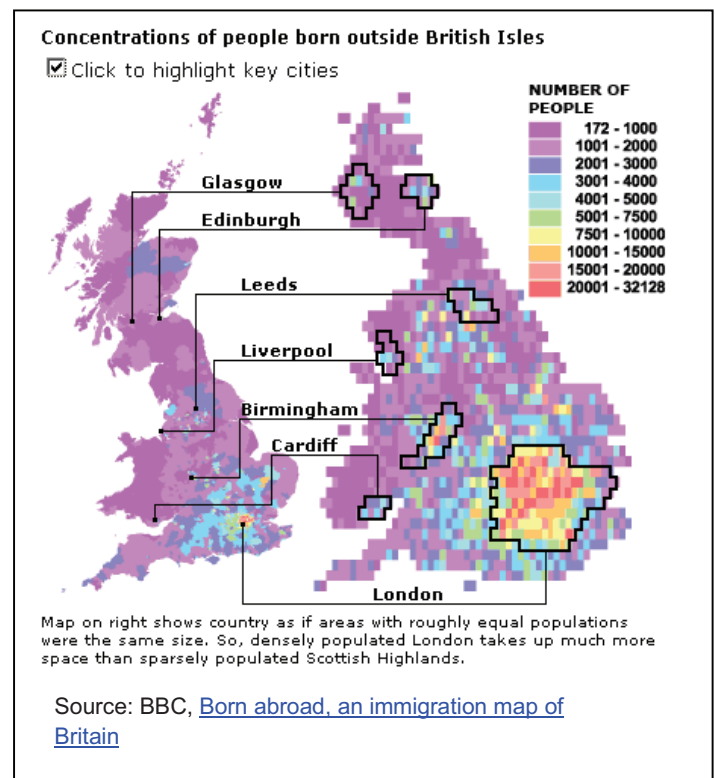 Concentrations of people born outside British Isles
Click to highlight key cities
NUMBER OF
PEOPLE
172 - 1000
1001 - 2000
2001 - 3000
3001 - 4000
4001 - 5000
5001 - 7500
7501 - 10000
10001 - 15000
15001 - 20000
20001 - 32128
Glasgow
Edinburgh
Leeds
Liverpool
Birmingham
Cardiff
London
Map on right shows country as if areas with roughly equal populations
were the same size. So, densely populated London takes up much more
space than sparsely populated Scottish Highlands.
Source: BBC, Born abroad, an immigration map of
Britain